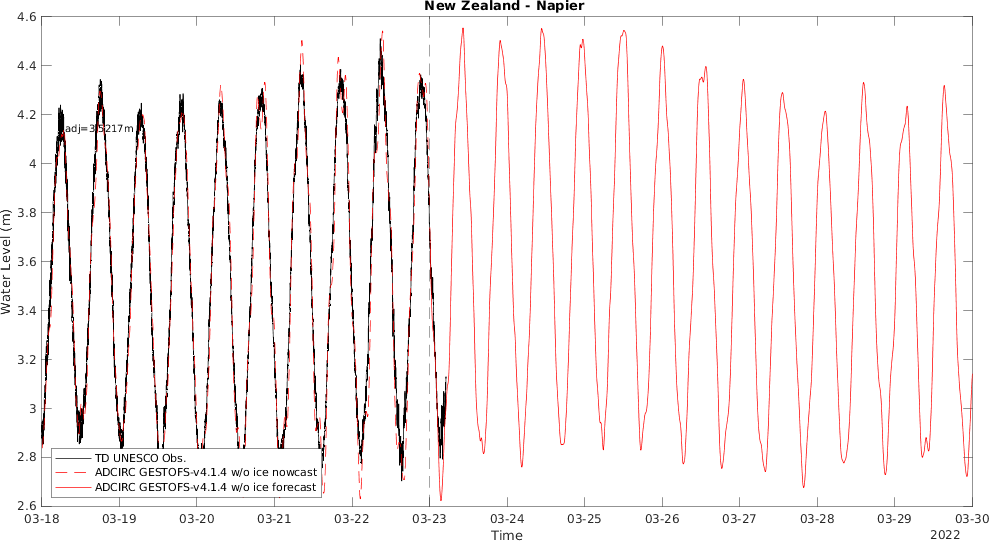 New Zealand - Napier
4.6
4.4
4.2
4
3.8
3.6
3.4
3.2
3
2.8
2.6
Water Level (m)
adj=3.5217m
TD UNESCO Obs.
ADCIRC GESTOFS-v4.1.4 w/o ice nowcast
ADCIRC GESTOFS-v4.1.4 w/o ice forecast
03-18 03-19 03-20 03-21 03-22 03-23 03-24 03-25 03-26 03-27 03-28 03-29 03-30
Time
2022